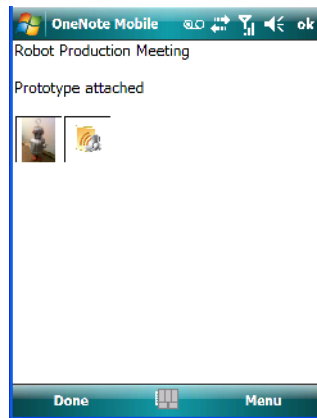 OneNote Mobile ok
Robot Production Meeting
Prototype attached
Done Menu